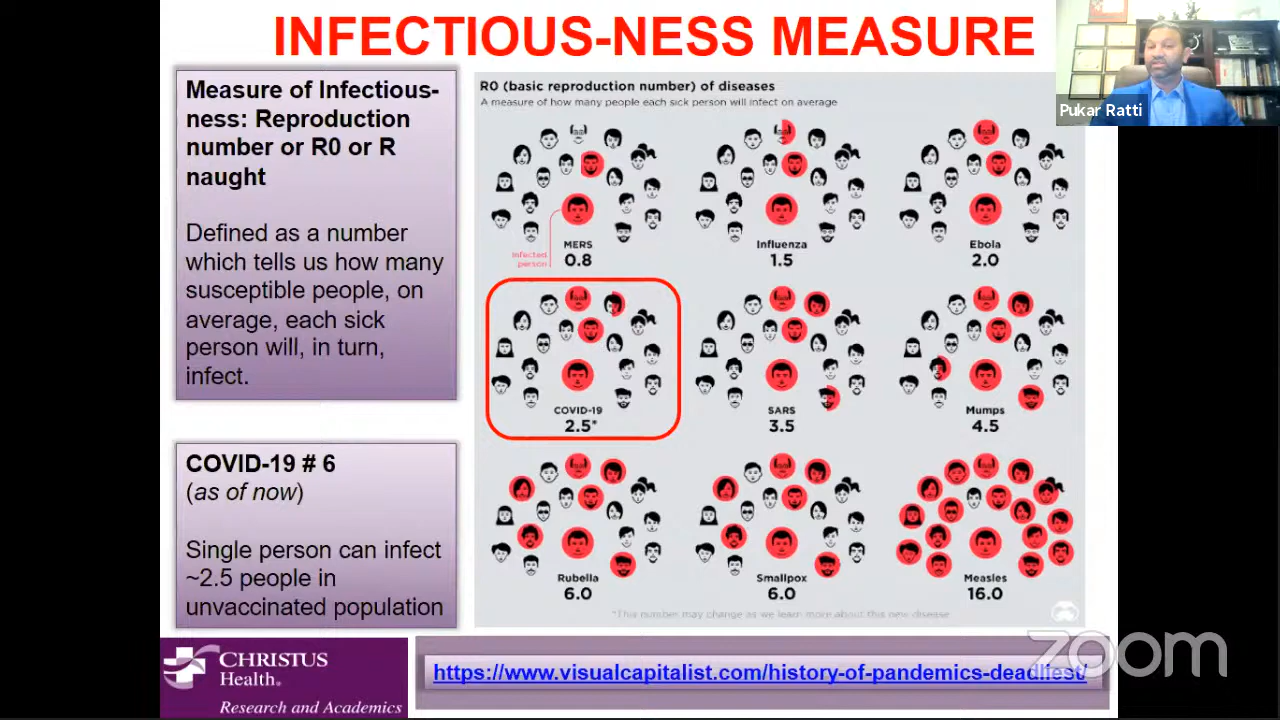 INFECTIOUS-NESS MEASURE
Pukar Ratti
Measure of Infectious-
ness: Reproduction
number or R0 or R
naught
Defined as a number
which tells us how many
susceptible people, on
average, each sick
person will, in turn,
infect.
COVID-19 # 6
(as of now)
Single person can infect
~2.5 people in
unvaccinated population
R0 (basic reproduction number) of diseases
A measure of how many people each sick person will infect on average
Infected
person
MERS
0.8
Influenza
1.5
Ebola
2.0
COVID-19
2.5*
SARS
3.5
Mumps
4.5
Rubella
6.0
Smallpox
6.0
Measles
16.0
*This number may change as we learn more about this new disease
CHRISTUS
Health.
Research and Academics
https://www.visualcapitalist.com/history-of-pandemics-deadliest/
zoom